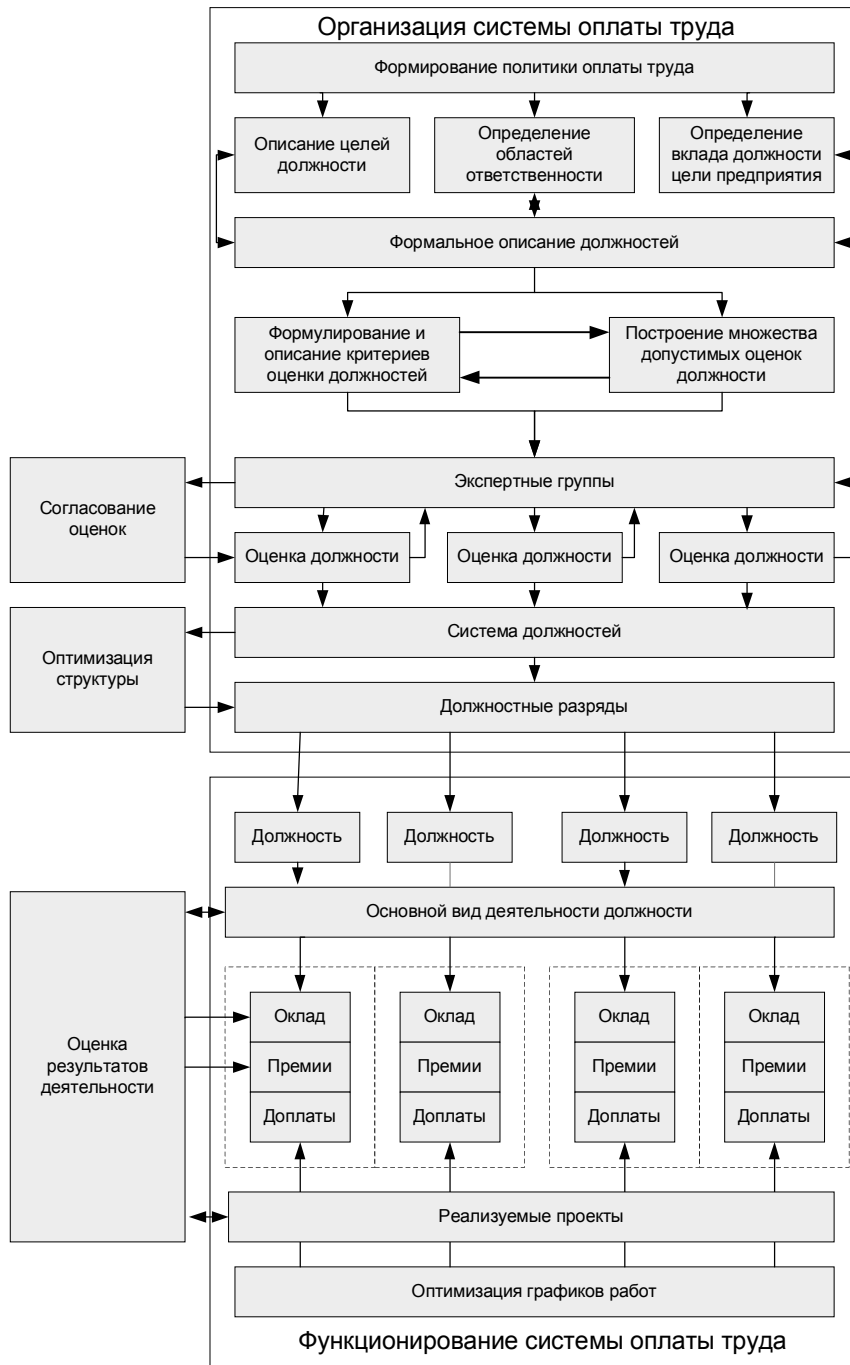 Организация системы оплаты труда
Формирование политики оплаты труда
Описание целей
должности
Определение
областей
ответственности
Определение
вклада должности
цели предприятия
Формальное описание должностей
Формулирование и
описание критериев
оценки должностей
Построение множества
допустимых оценок
должности
Согласование
оценок
Экспертные группы
Оценка должности
Оценка должности
Оценка должности
Оптимизация
структуры
Система должностей
Должностные разряды
Должность
Должность
Должность
Должность
Основной вид деятельности должности
Оценка
результатов
деятельности
Оклад
Премии
Доплаты
Оклад
Премии
Доплаты
Оклад
Премии
Доплаты
Оклад
Премии
Доплаты
Реализуемые проекты
Оптимизация графиков работ
Функционирование системы оплаты труда